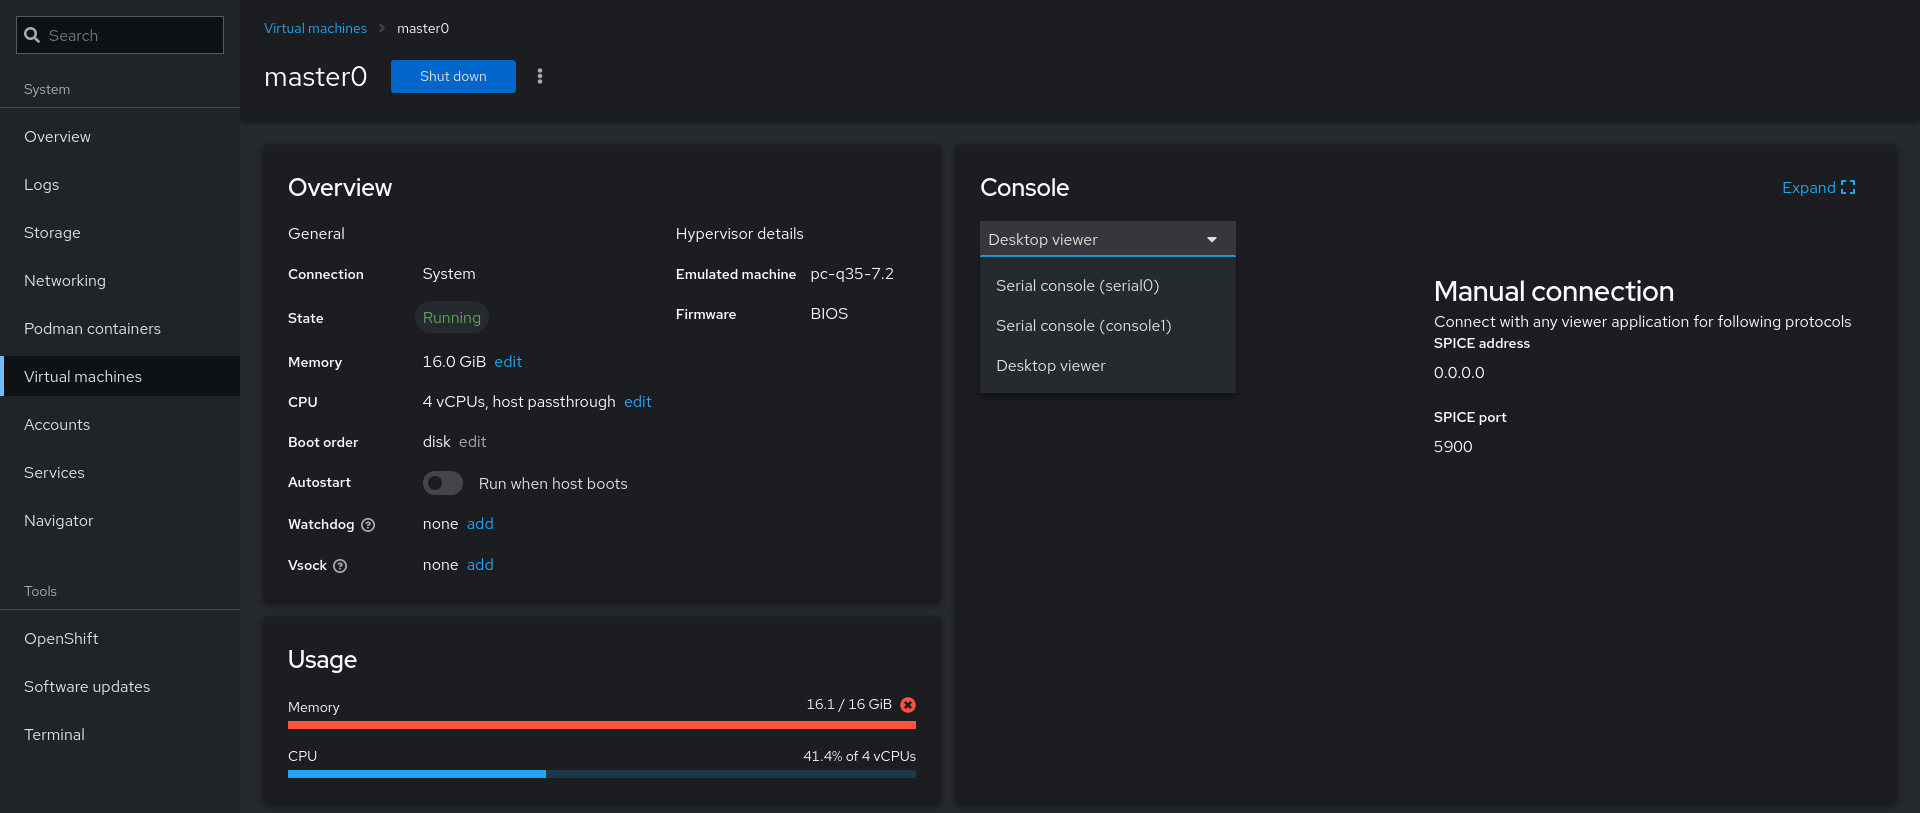 Search
System
Overview
Logs
Storage
Networking
Podman containers
Virtual machines
Accounts
Services
Navigator
Tools
OpenShift
Software updates
Terminal
Virtual machines > master0
master0 Shut down
Overview
General
Connection System
State Running
Memory 16.0 GiB edit
CPU 4 vCPUs, host passthrough edit
Boot order disk edit
Autostart Run when host boots
Watchdog none add
Vsock none add
Hypervisor details
Emulated machine pc-q35-7.2
Firmware BIOS
Usage
Memory 16.1 / 16 GiB
CPU 41.4% of 4 vCPUs
Console Expand
Desktop viewer
Serial console (serial0)
Serial console (console1)
Desktop viewer
Manual connection
Connect with any viewer application for following protocols
SPICE address
0.0.0.0
SPICE port
5900